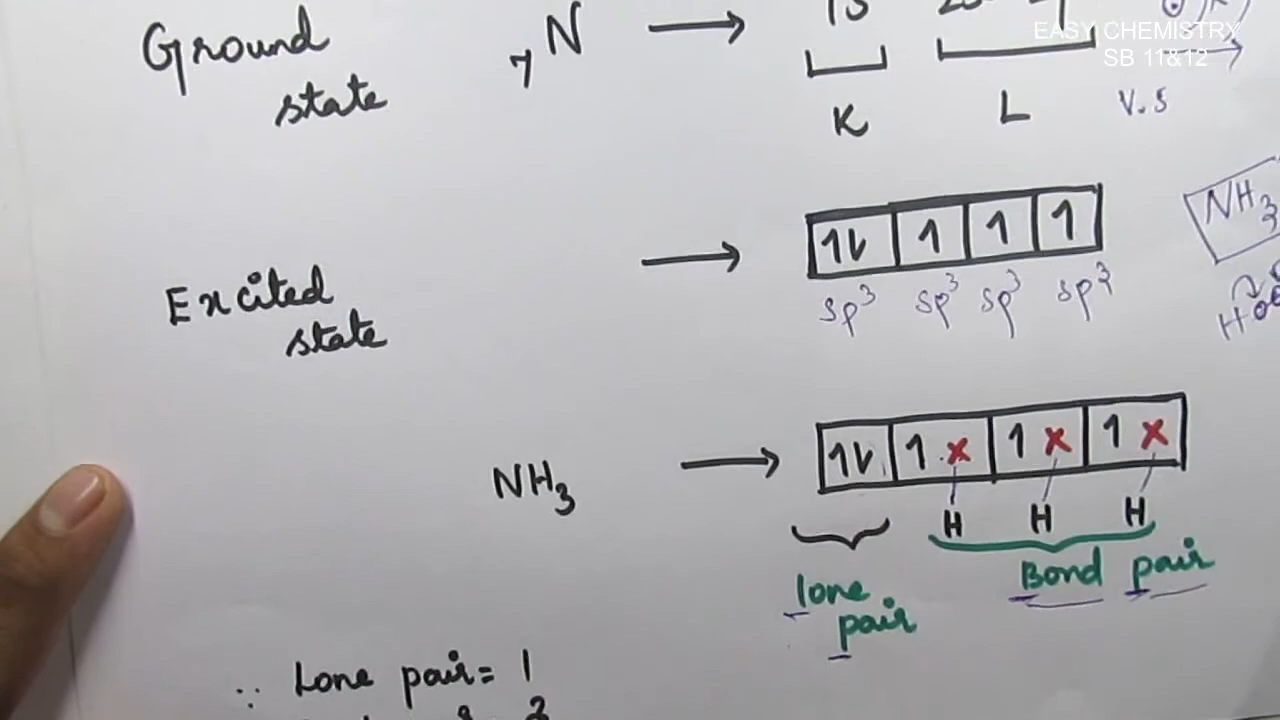 Ground
state
7N → 1S
K L V.S
EASY CHEMISTRY
SB 11&12
Excited
state
→ 1⇂ 1 1 1
sp³ sp³ sp³ sp³
NH3
NH3 → 1⇂ 1 x 1 x 1 x
H H H
lone
pair
Bond pair
∴ Lone pair = 1